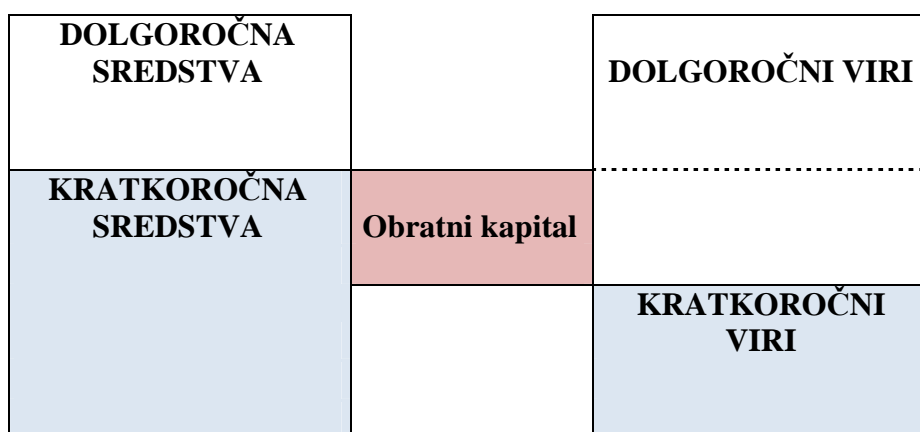 DOLGOROČNA
SREDSTVA
DOLGOROČNI VIRI
KRATKOROČNA
SREDSTVA
Obratni kapital
KRATKOROČNI
VIRI